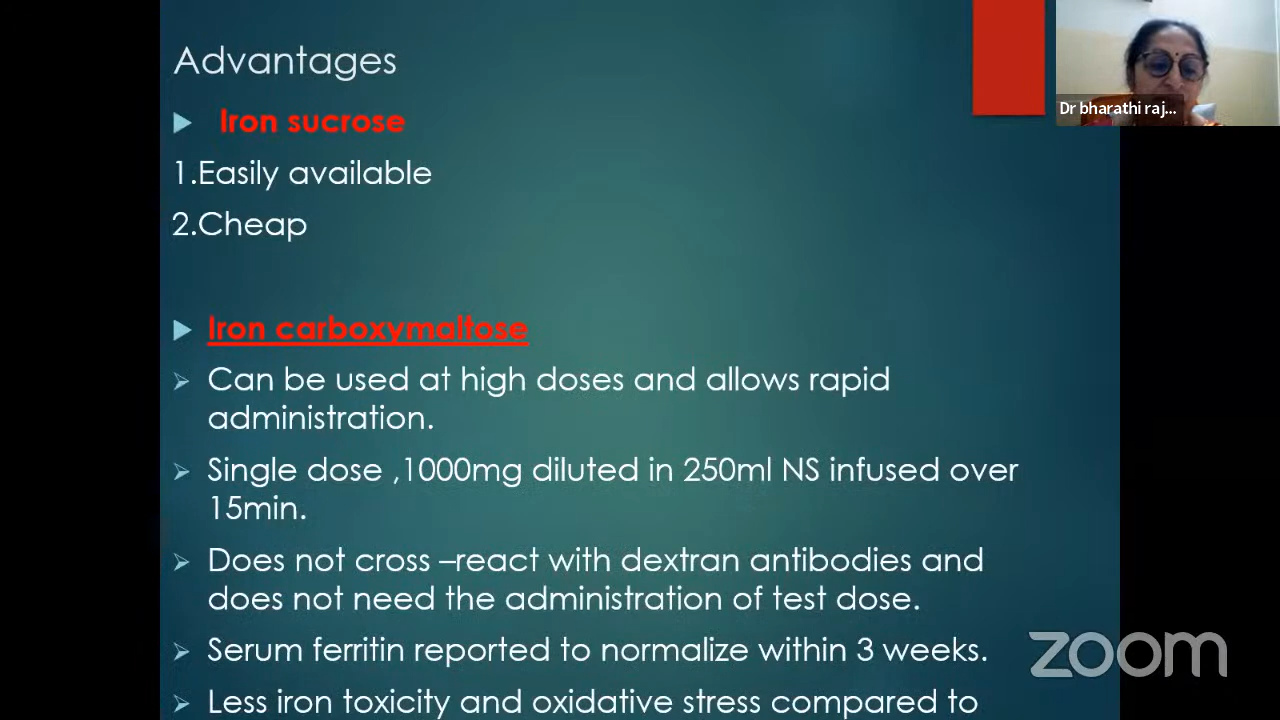 Advantages
Iron sucrose
1.Easily available
2.Cheap
Iron carboxymaltose
Can be used at high doses and allows rapid
administration.
Single dose ,1000mg diluted in 250ml NS infused over
15min.
Does not cross –react with dextran antibodies and
does not need the administration of test dose.
Serum ferritin reported to normalize within 3 weeks.
Less iron toxicity and oxidative stress compared to
Dr bharathi raj...
zoom